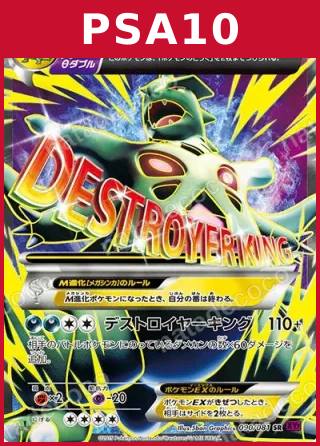 PSA10
θダブル
DESTROYER-KING
M進化[メガシンカ]のルール
M進化ポケモンになったとき、自分の番は終わる。
デストロイヤーキング 110+
相手のバトルポケモンにのっているダメカンの数×60ダメージを
追加。
×2 -20
ポケモンEXのルール
ポケモンEXがきぜつしたとき、
相手はサイドを2枚とる。
Illus.5ban Graphics 090/081 SR